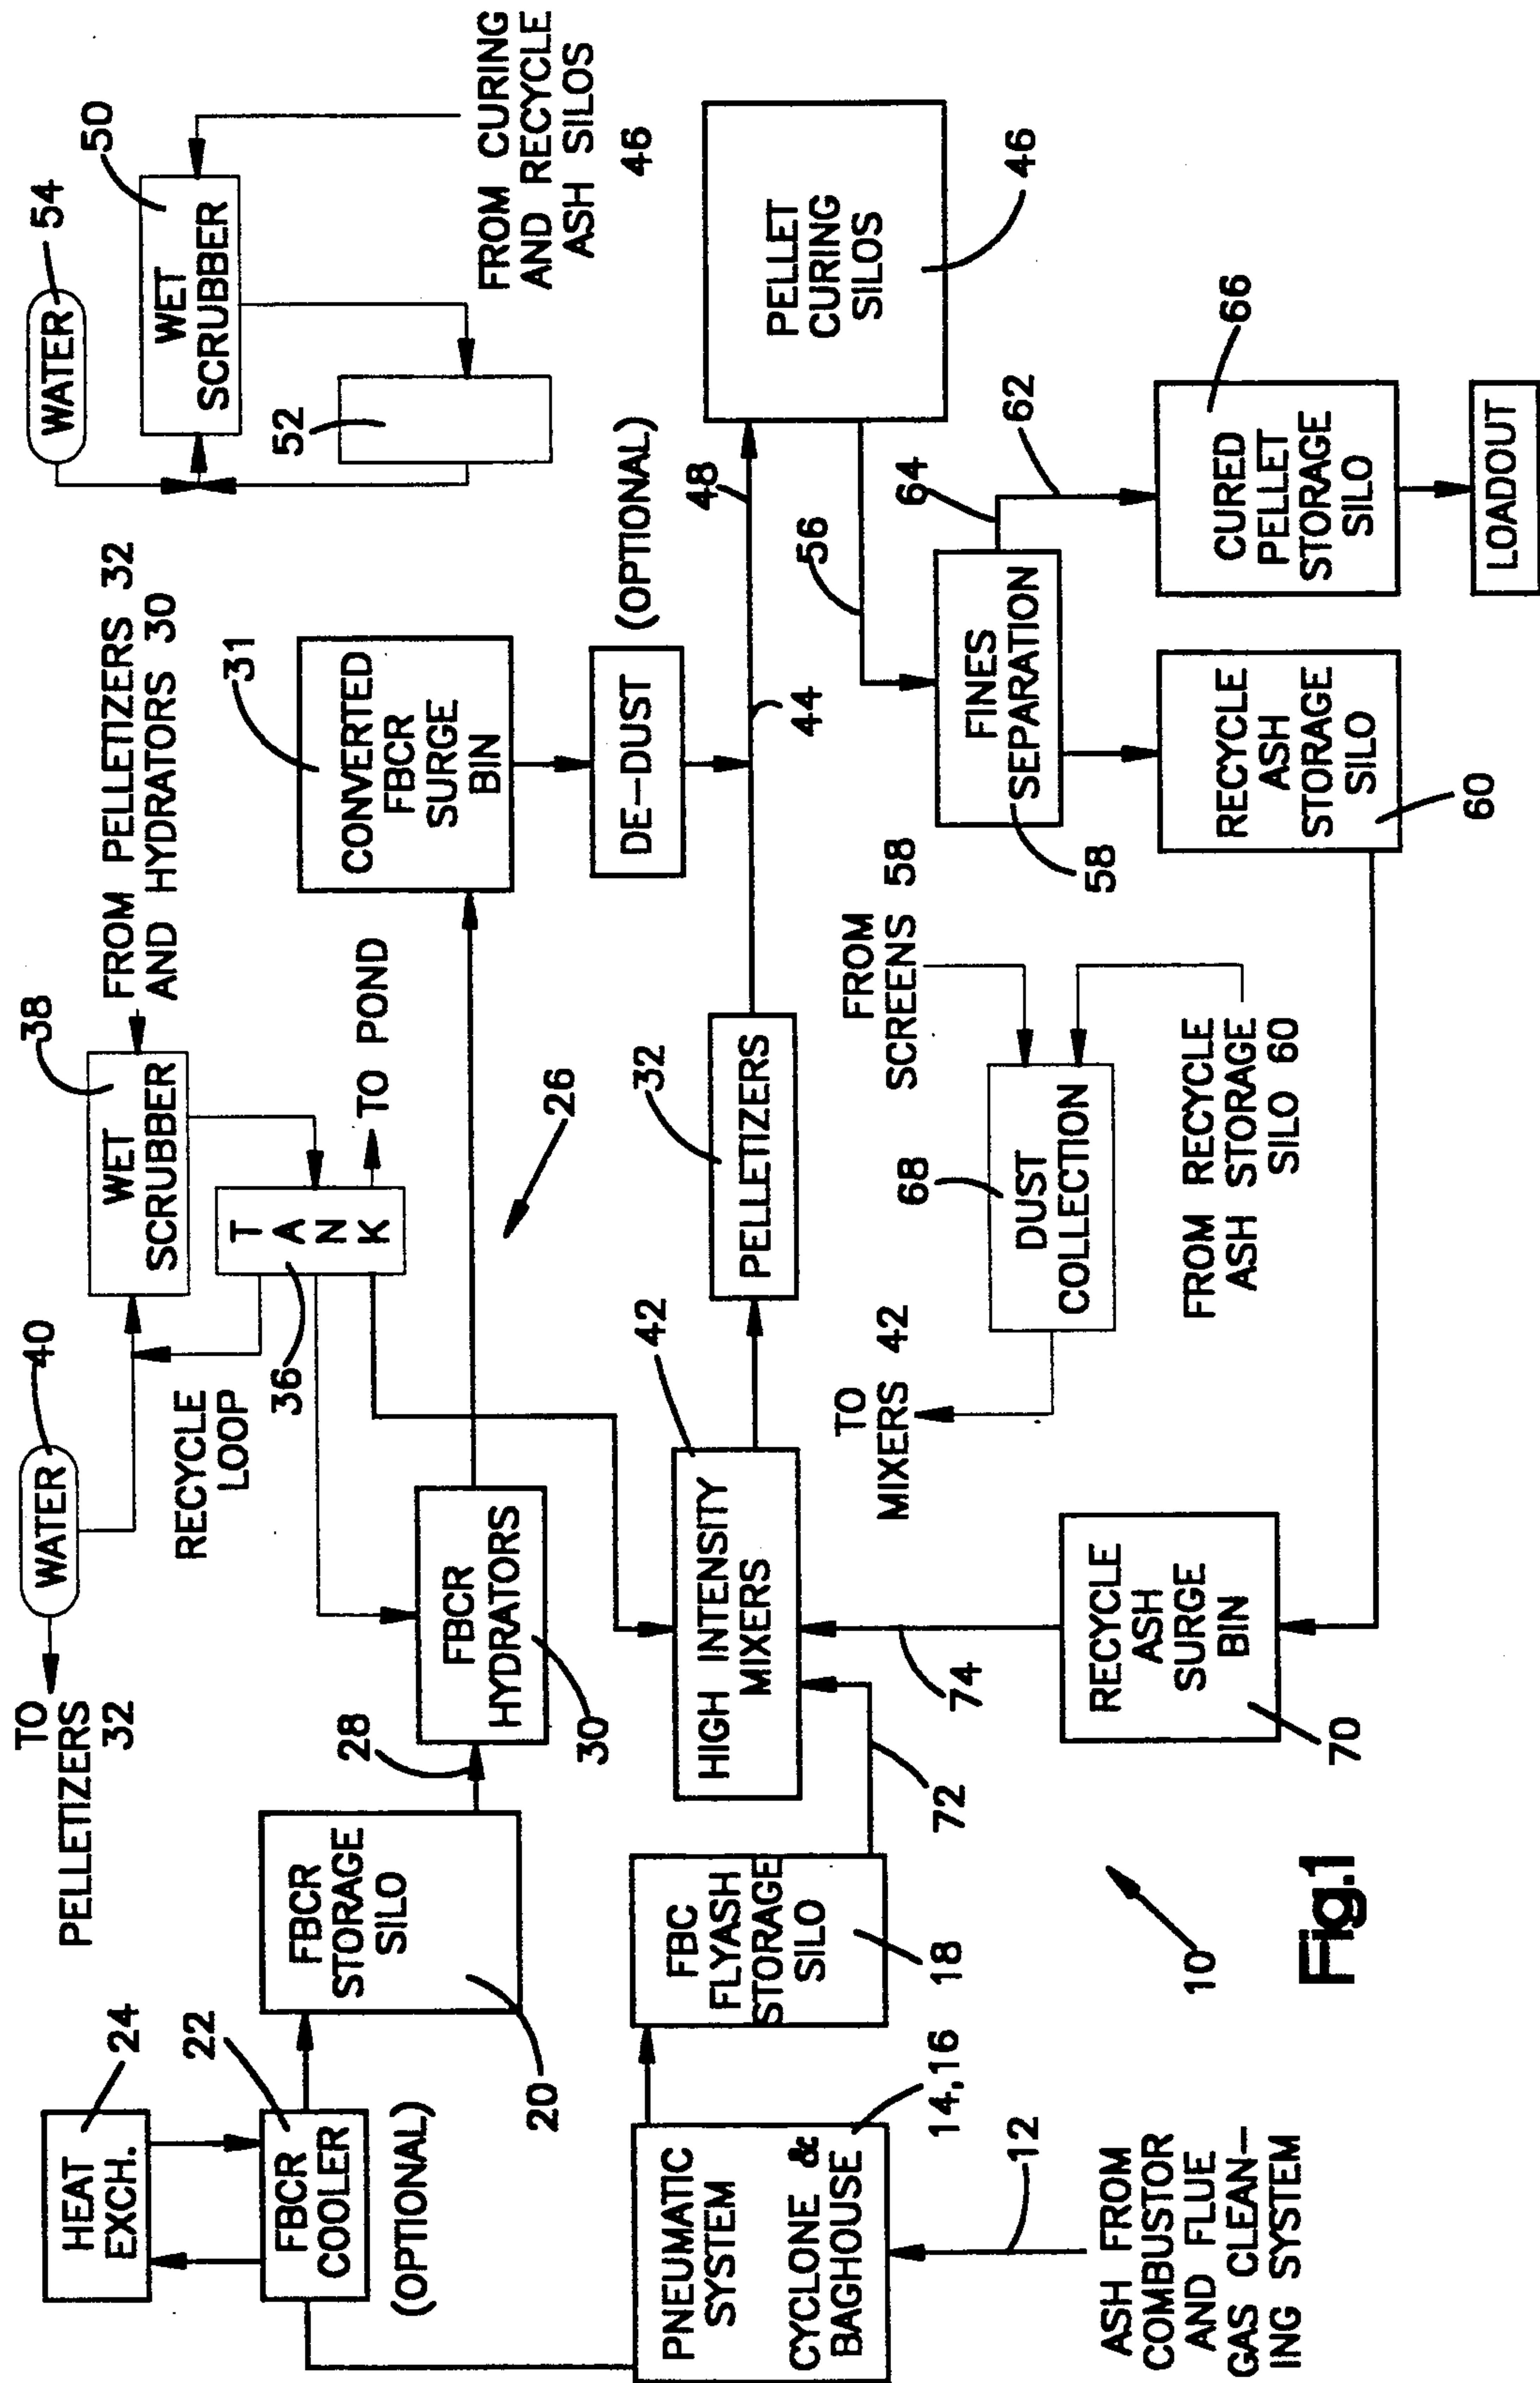 HEAT
EXCH.
24
22
FBCR
COOLER
(OPTIONAL)
20
FBCR
STORAGE
SILO
TO
PELLETIZERS
32
WATER
40
RECYCLE
LOOP
28
FBCR
HYDRATORS
30
36
TANK
WET
SCRUBBER
38
FROM PELLETIZERS 32
AND HYDRATORS 30
TO POND
26
31
CONVERTED
FBCR
SURGE
BIN
DE-DUST
(OPTIONAL)
WATER
54
50
WET
SCRUBBER
52
FROM CURING
AND RECYCLE
ASH SILOS
46
PNEUMATIC
SYSTEM
CYCLONE &
BAGHOUSE
14,16
12
ASH FROM
COMBUSTOR
AND FLUE
GAS CLEAN-
ING SYSTEM
FBC
FLYASH
STORAGE
SILO
18
72
42
HIGH INTENSITY
MIXERS
74
32
PELLETIZERS
44
48
PELLET
CURING
SILOS
46
56
64
62
FINES
SEPARATION
58
CURED
PELLET
STORAGE
SILO
66
LOADOUT
RECYCLE
ASH
STORAGE
SILO
60
FROM
SCREENS 58
68
DUST
COLLECTION
FROM RECYCLE
ASH STORAGE
SILO 60
TO
MIXERS 42
RECYCLE
ASH
SURGE
BIN
70
10
Fig.1